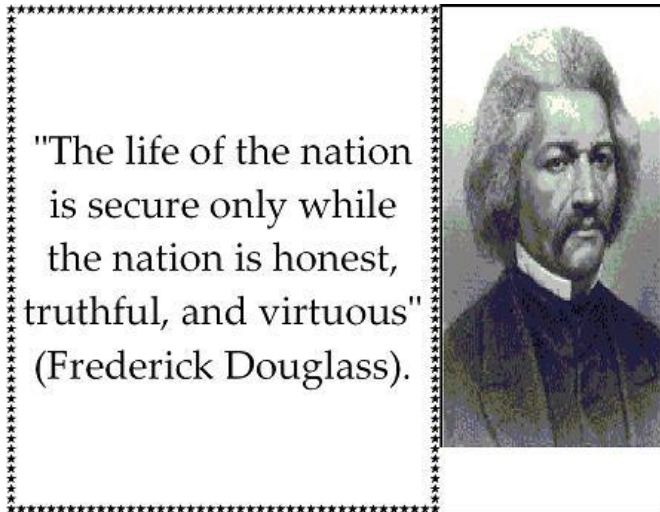 "The life of the nation
is secure only while
the nation is honest,
truthful, and virtuous"
(Frederick Douglass).